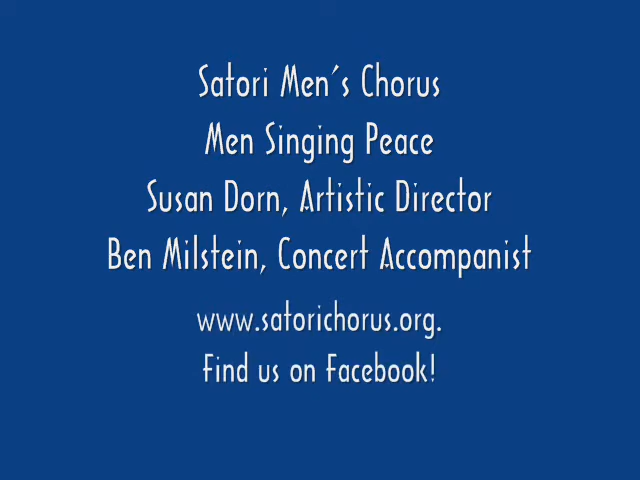 Satori Men's Chorus
Men Singing Peace
Susan Dorn, Artistic Director
Ben Milstein, Concert Accompanist
www.satorichorus.org.
Find us on Facebook!